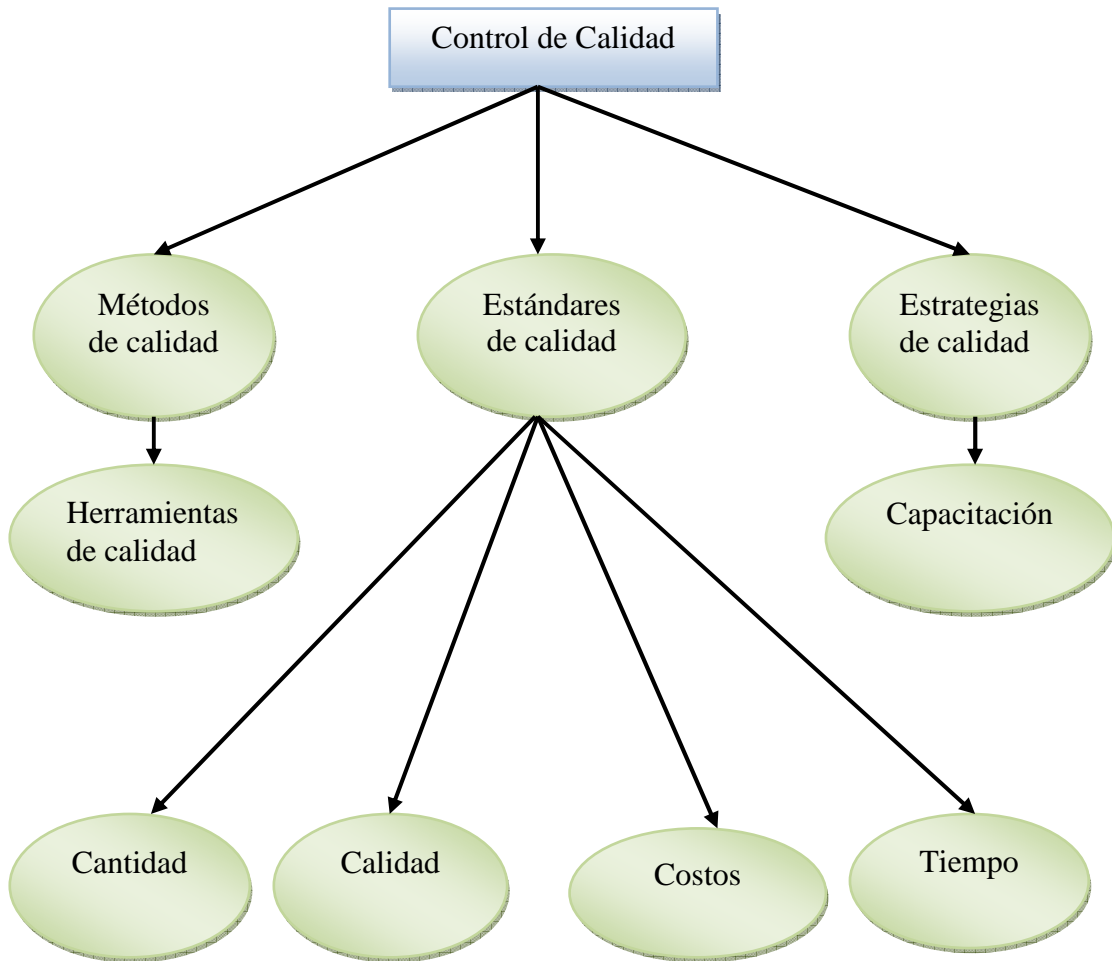 Control de Calidad
Métodos
de calidad
Estándares
de calidad
Estrategias
de calidad
Herramientas
de calidad
Capacitación
Cantidad
Calidad
Costos
Tiempo